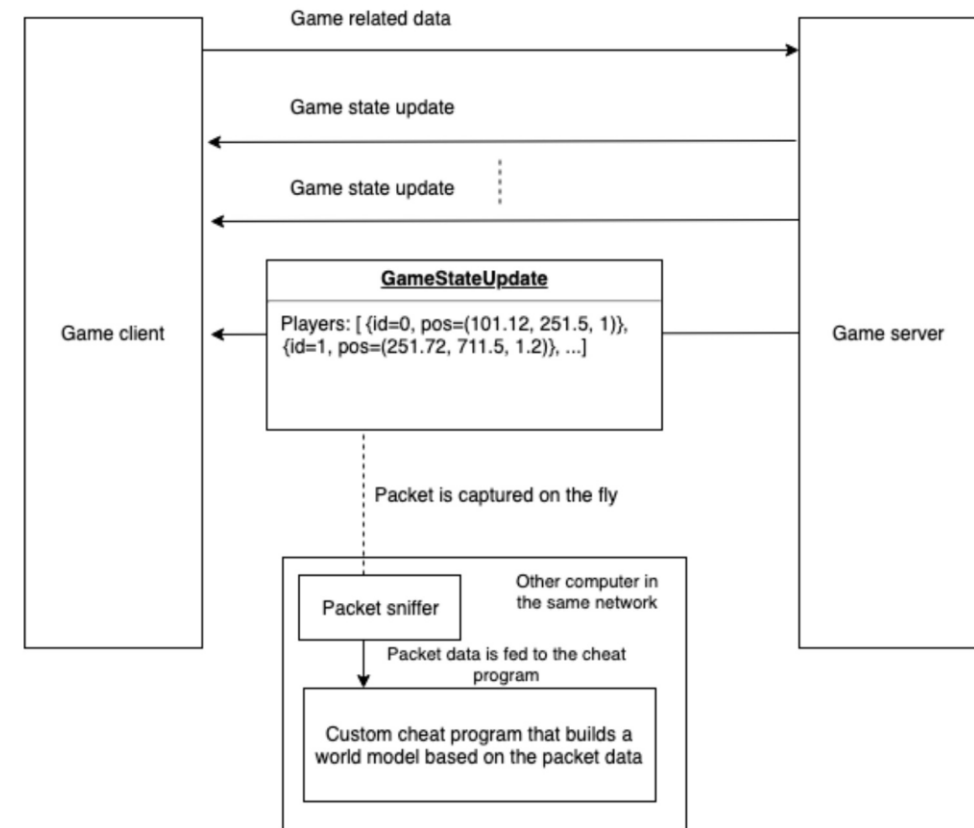 Game related data
Game state update
Game state update
GameStateUpdate
Players: [ {id=0, pos=(101.12, 251.5, 1)},
{id=1, pos=(251.72, 711.5, 1.2)}, ...]
Game client
Game server
Packet is captured on the fly
Other computer in
the same network
Packet sniffer
Packet data is fed to the cheat
program
Custom cheat program that builds a
world model based on the packet data